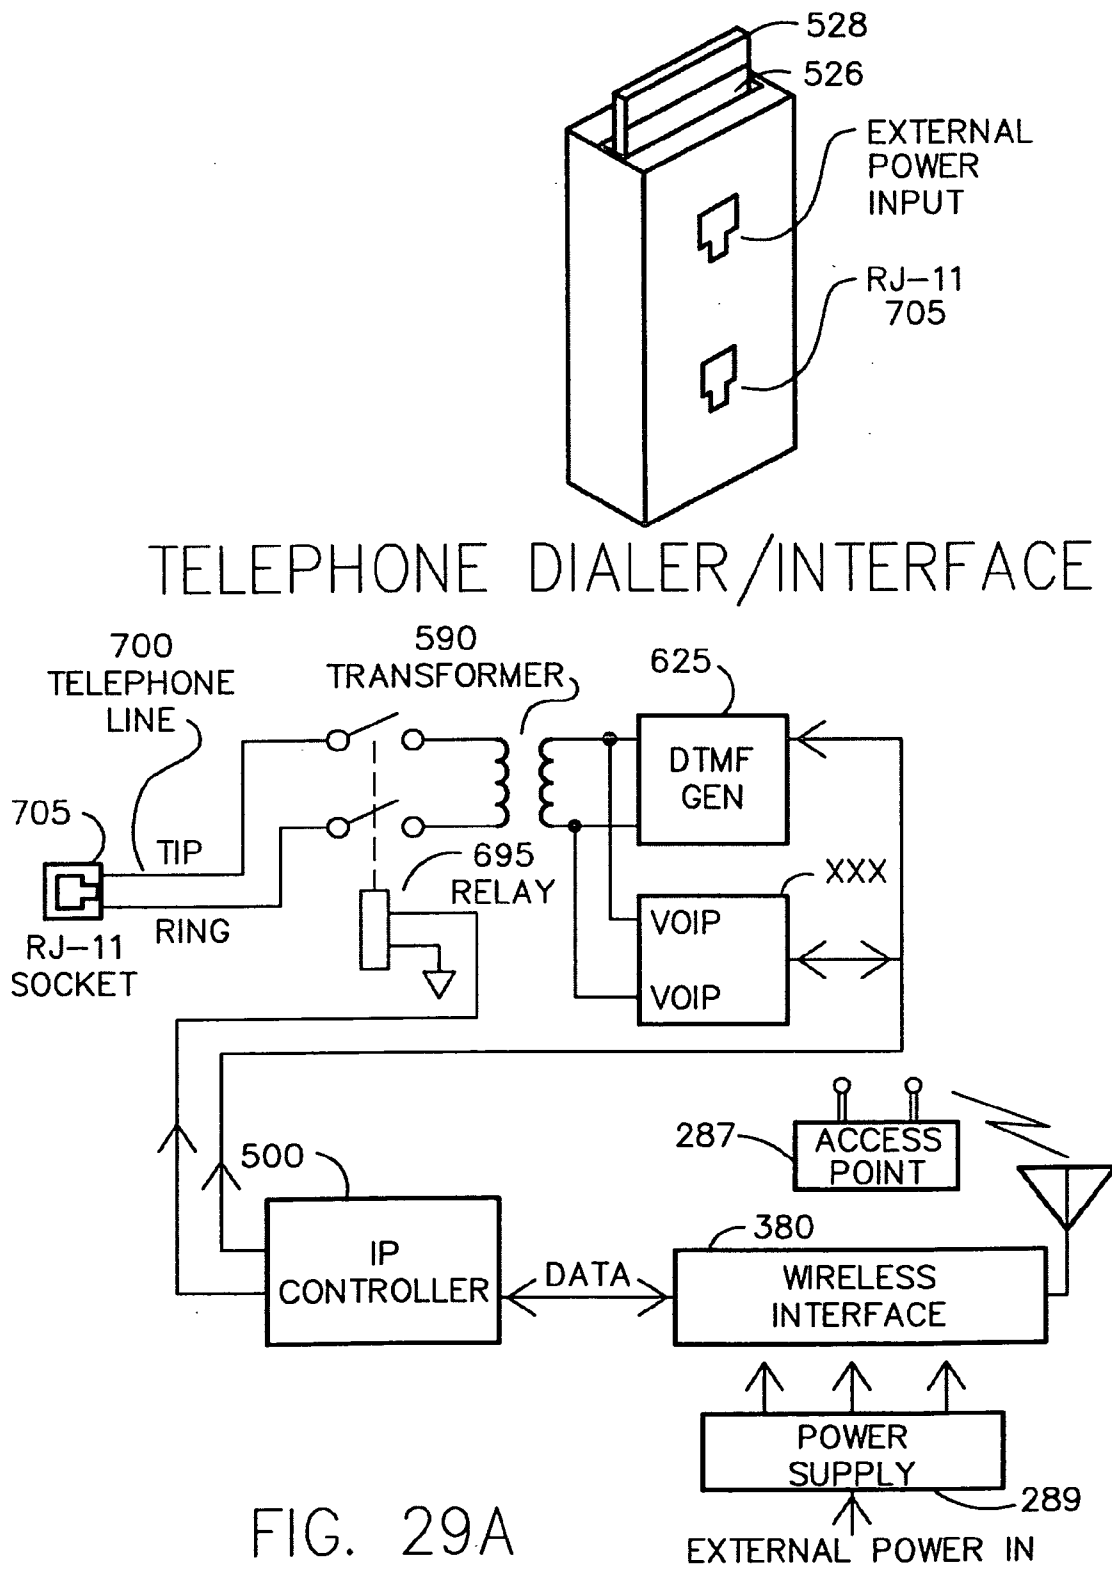 528
526
EXTERNAL
POWER
INPUT
RJ-11
705
TELEPHONE DIALER/INTERFACE
700
TELEPHONE
LINE
590
TRANSFORMER
625
DTMF
GEN
705
TIP
RING
RJ-11
SOCKET
695
RELAY
XXX
VOIP
VOIP
287
ACCESS
POINT
500
IP
CONTROLLER
DATA
380
WIRELESS
INTERFACE
POWER
SUPPLY
289
EXTERNAL POWER IN
FIG. 29A